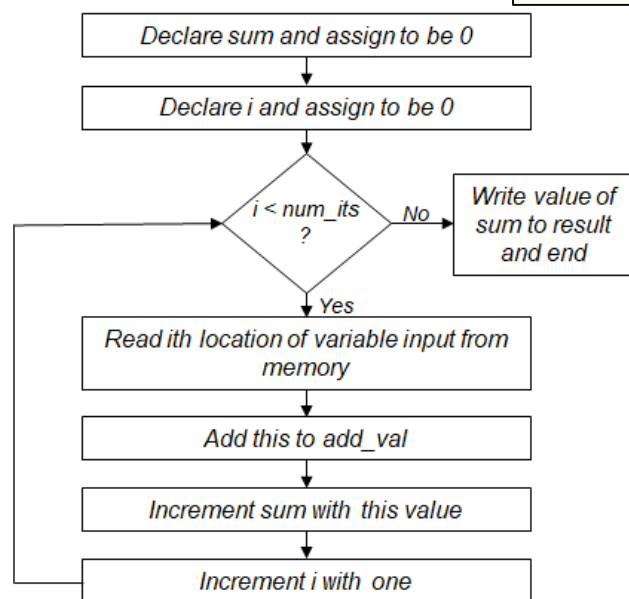 Declare sum and assign to be 0
Declare i and assign to be 0
i < num_its
?
No
Write value of
sum to result
and end
Yes
Read ith location of variable input from
memory
Add this to add_val
Increment sum with this value
Increment i with one